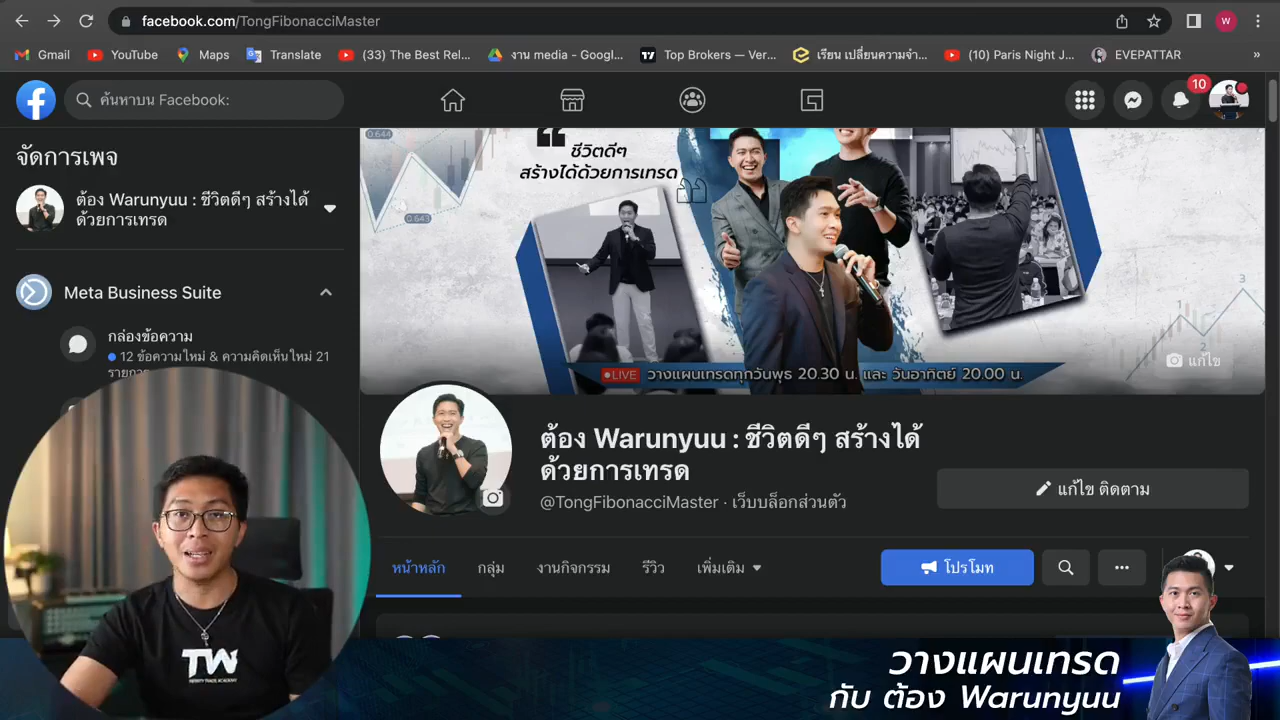 facebook.com/TongFibonacciMaster
W
Gmail
YouTube
Maps
Translate
(33) The Best Rel...
งาน media - Googl...
Top Brokers — Ver...
เรียน เปลี่ยนความจำ...
(10) Paris Night J...
EVEPATTAR
»
ค้นหาบน Facebook:
10
จัดการเพจ
ต้อง Warunyuu : ชีวิตดีๆ สร้างได้
ด้วยการเทรด
Meta Business Suite
กล่องข้อความ
12 ข้อความใหม่ & ความคิดเห็นใหม่ 21
รายการ
0.644
0.643
ชีวิตดีๆ
สร้างได้ด้วยการเทรด
1
2
3
แก้ไข
LIVE วางแผนเทรดทุกวันพุธ 20.30 น. และ วันอาทิตย์ 20.00 น.
ต้อง Warunyuu : ชีวิตดีๆ สร้างได้
ด้วยการเทรด
@TongFibonacciMaster · เว็บบล็อกส่วนตัว
แก้ไข ติดตาม
หน้าหลัก
กลุ่ม
งานกิจกรรม
รีวิว
เพิ่มเติม
โปรโมท
TW
วางแผนเทรด
กับ ต้อง Warunyuu